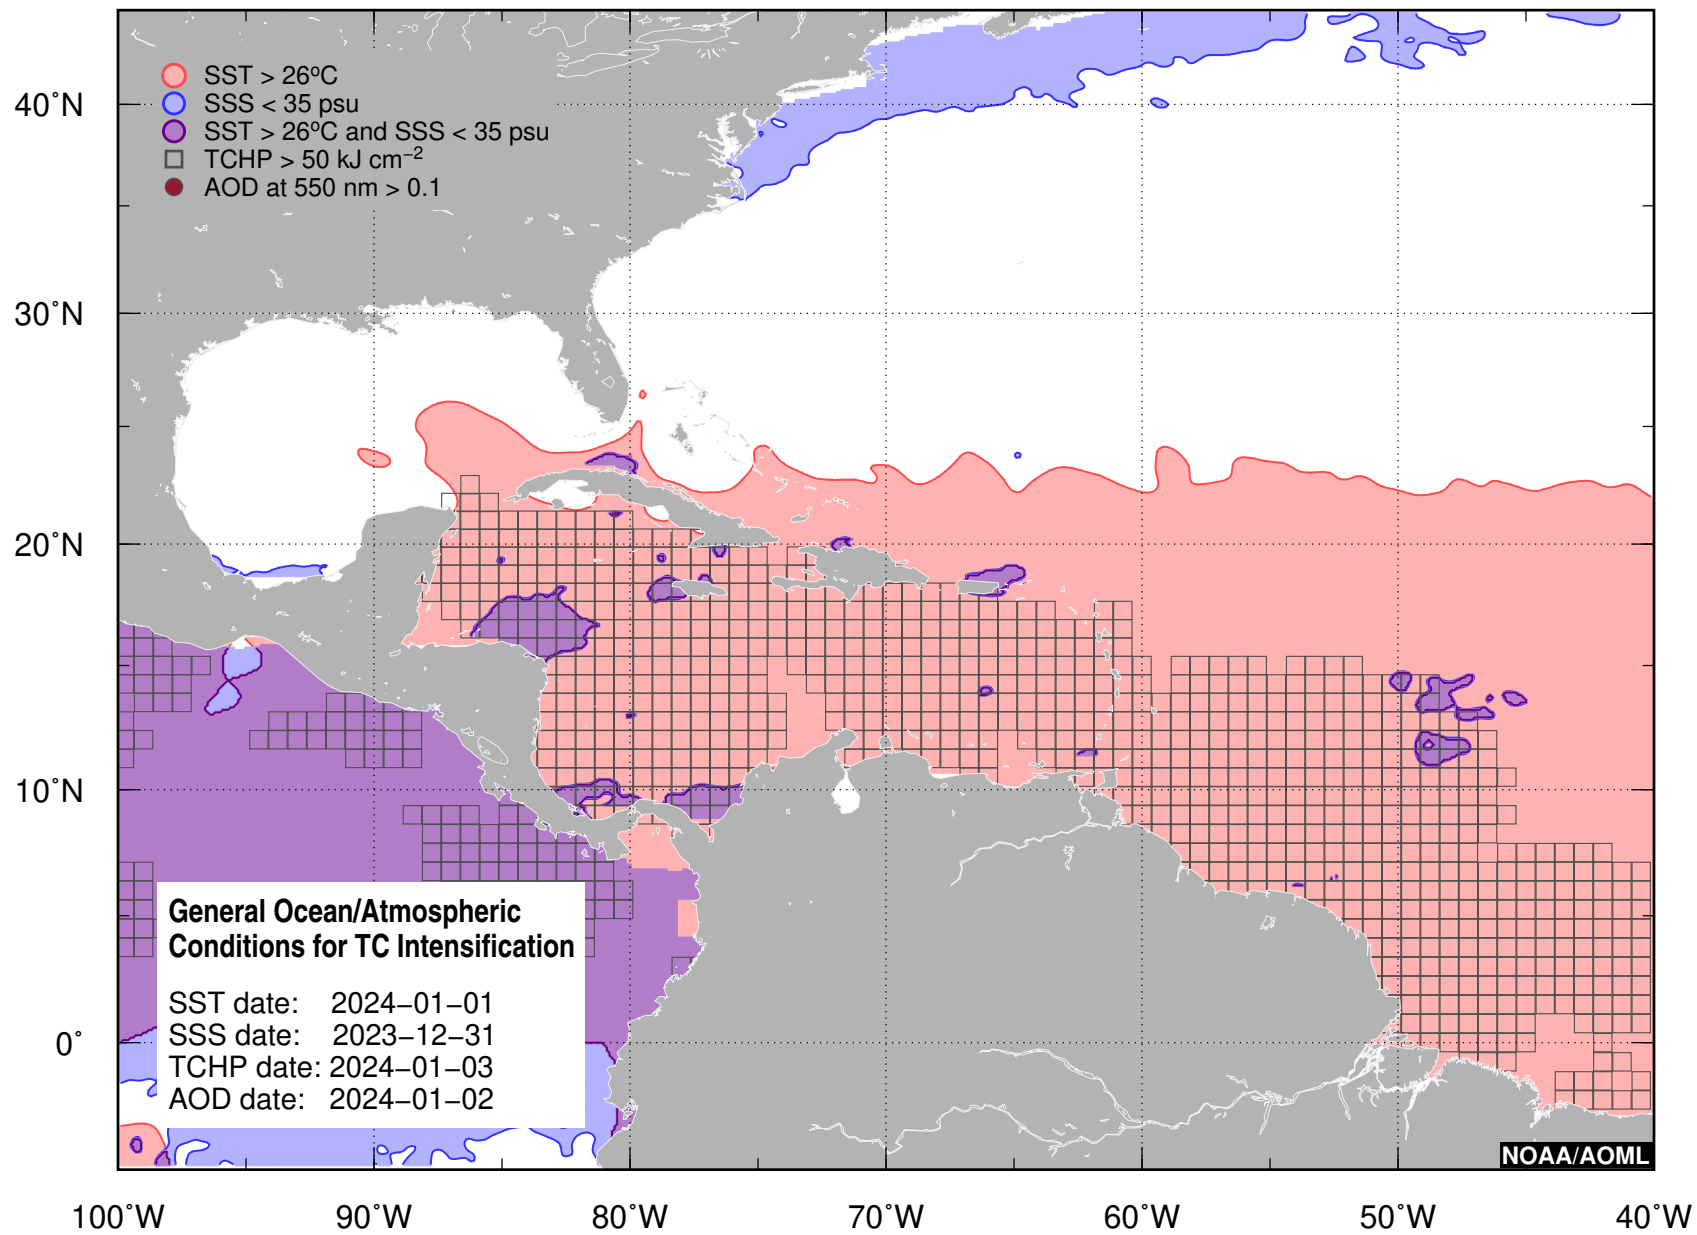 SST > 26ºC
SSS < 35 psu
SST > 26ºC and SSS < 35 psu
TCHP > 50 kJ cm⁻²
AOD at 550 nm > 0.1
40˚N
30˚N
20˚N
10˚N
0˚
General Ocean/Atmospheric
Conditions for TC Intensification
SST date: 2024−01−01
SSS date: 2023−12−31
TCHP date: 2024−01−03
AOD date: 2024−01−02
NOAA/AOML
100˚W 90˚W 80˚W 70˚W 60˚W 50˚W 40˚W